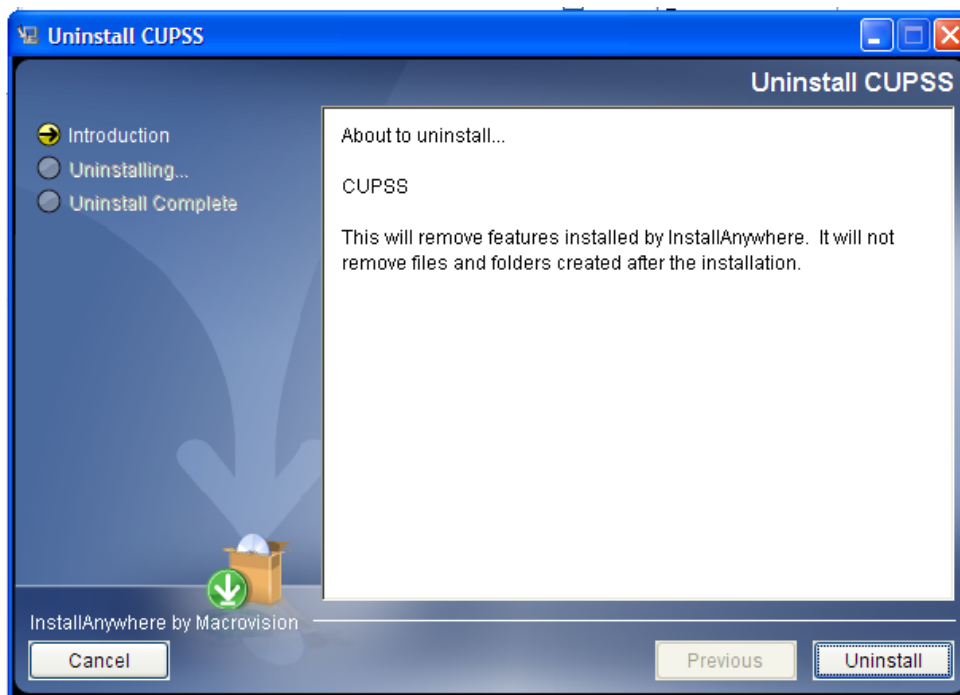 Uninstall CUPSS
Uninstall CUPSS
Introduction
Uninstalling...
Uninstall Complete
About to uninstall...
CUPSS
This will remove features installed by InstallAnywhere. It will not
remove files and folders created after the installation.
InstallAnywhere by Macrovision
Cancel
Previous
Uninstall